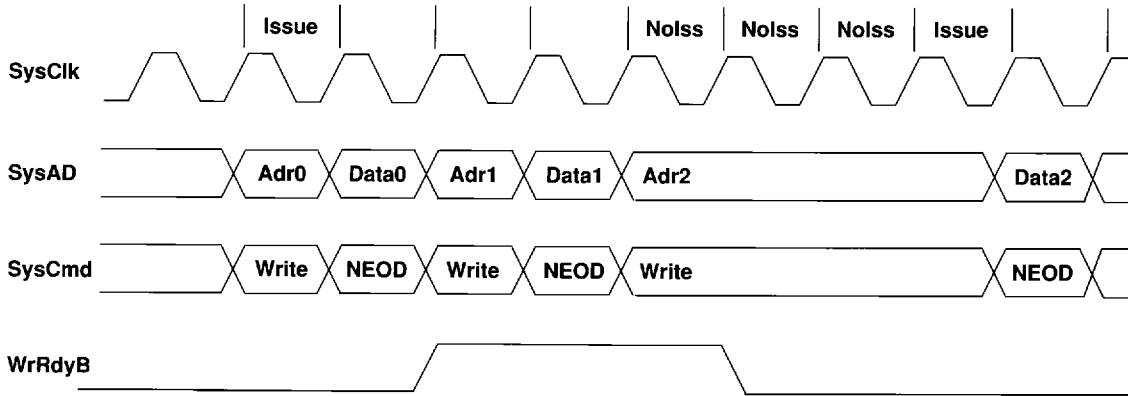 Issue NoIss NoIss NoIss Issue
SysClk
SysAD Adr0 Data0 Adr1 Data1 Adr2 Data2
SysCmd Write NEOD Write NEOD Write NEOD
WrRdyB